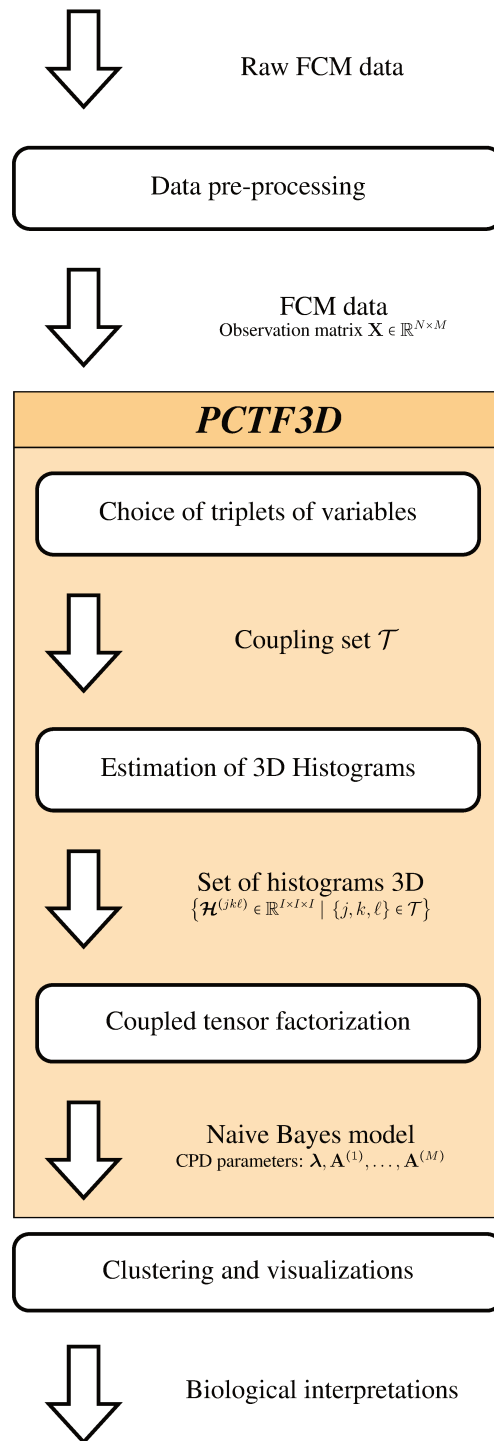 Raw FCM data
Data pre-processing
FCM data
Observation matrix X ∈ ℝ^{N×M}
PCTF3D
Choice of triplets of variables
Coupling set 𝒯
Estimation of 3D Histograms
Set of histograms 3D
{𝓗^{(jkℓ)} ∈ ℝ^{I×I×I} | {j, k, ℓ} ∈ 𝒯}
Coupled tensor factorization
Naive Bayes model
CPD parameters: λ, A^{(1)}, …, A^{(M)}
Clustering and visualizations
Biological interpretations